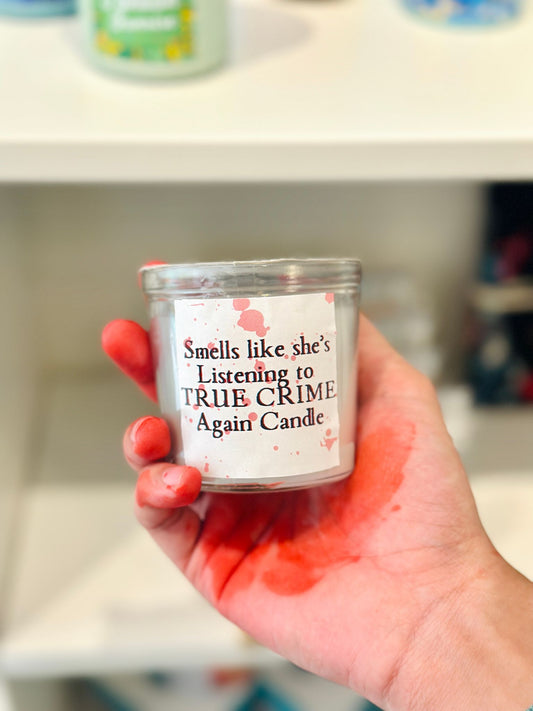 Smells like she's
Listening to
TRUE CRIME
Again Candle